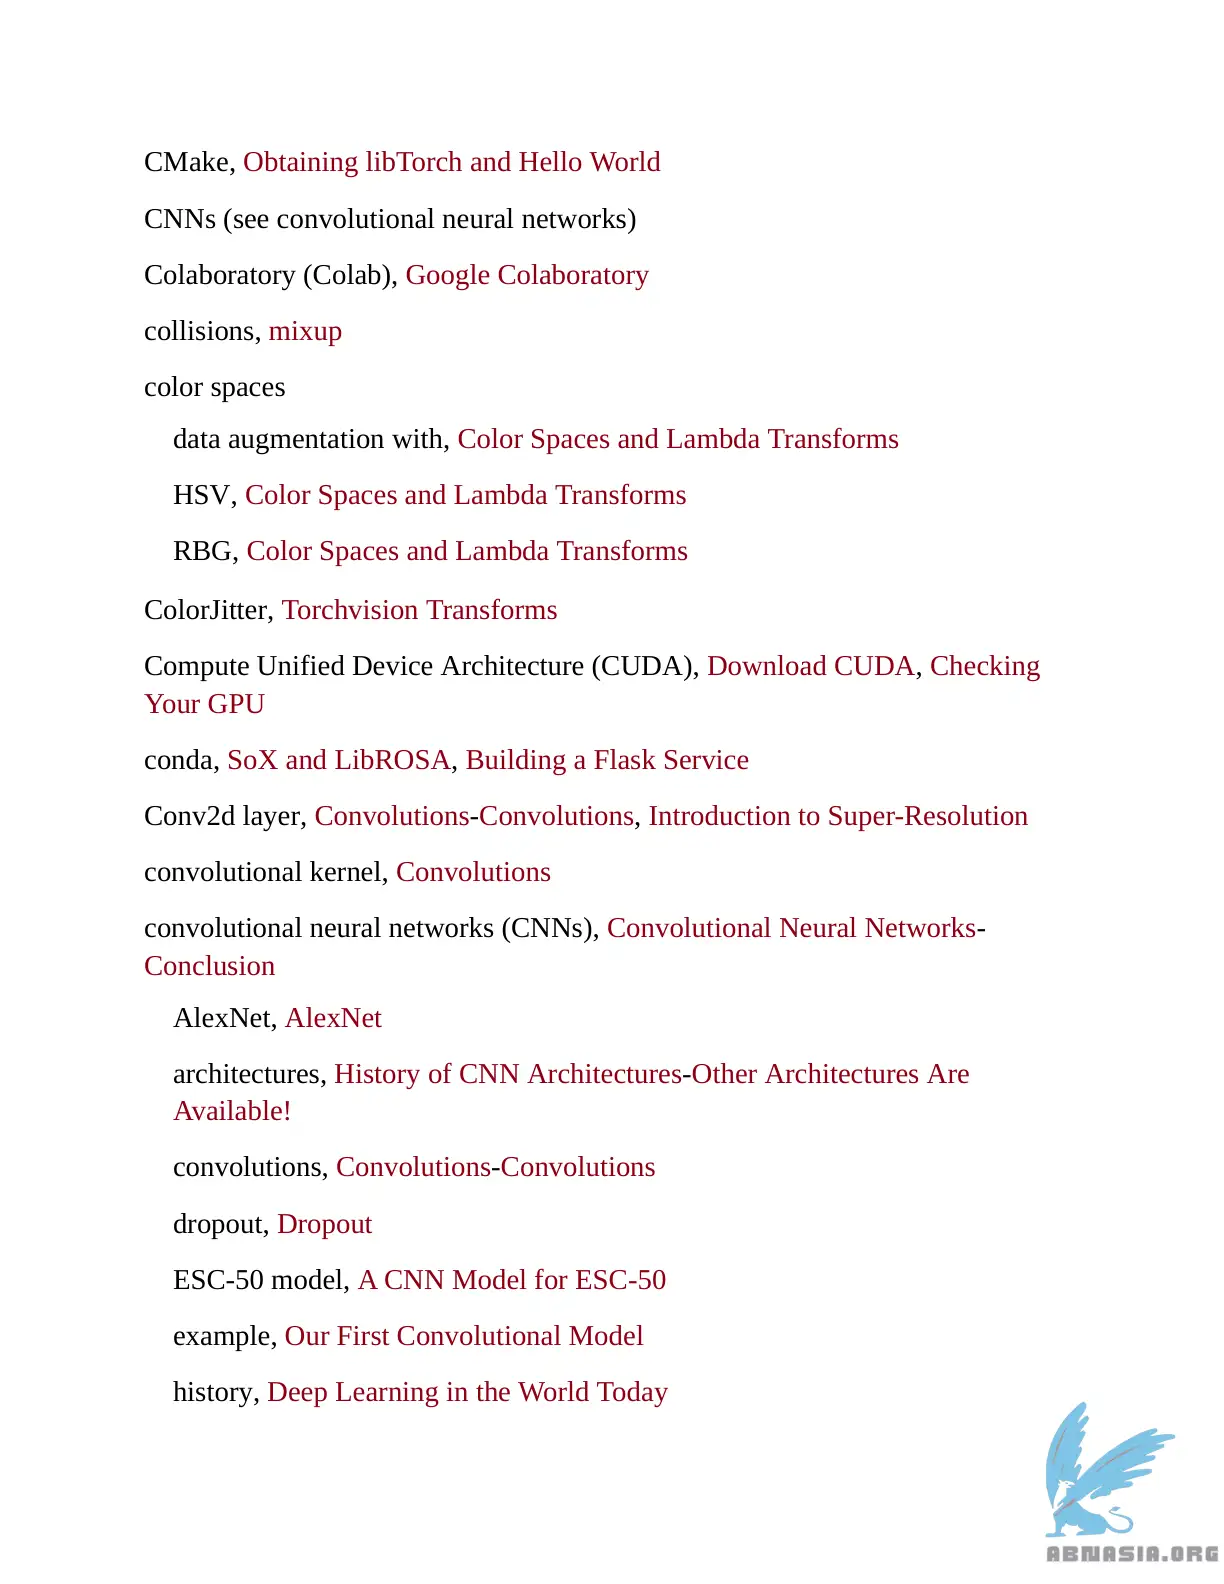 CMake, Obtaining libTorch and Hello World
CNNs (see convolutional neural networks)
Colaboratory (Colab), Google Colaboratory
collisions, mixup
color spaces
data augmentation with, Color Spaces and Lambda Transforms
HSV, Color Spaces and Lambda Transforms
RBG, Color Spaces and Lambda Transforms
ColorJitter, Torchvision Transforms
Compute Unified Device Architecture (CUDA), Download CUDA, Checking
Your GPU
conda, SoX and LibROSA, Building a Flask Service
Conv2d layer, Convolutions-Convolutions, Introduction to Super-Resolution
convolutional kernel, Convolutions
convolutional neural networks (CNNs), Convolutional Neural Networks-
Conclusion
AlexNet, AlexNet
architectures, History of CNN Architectures-Other Architectures Are
Available!
convolutions, Convolutions-Convolutions
dropout, Dropout
ESC-50 model, A CNN Model for ESC-50
example, Our First Convolutional Model
history, Deep Learning in the World Today
ABNASIA.ORG